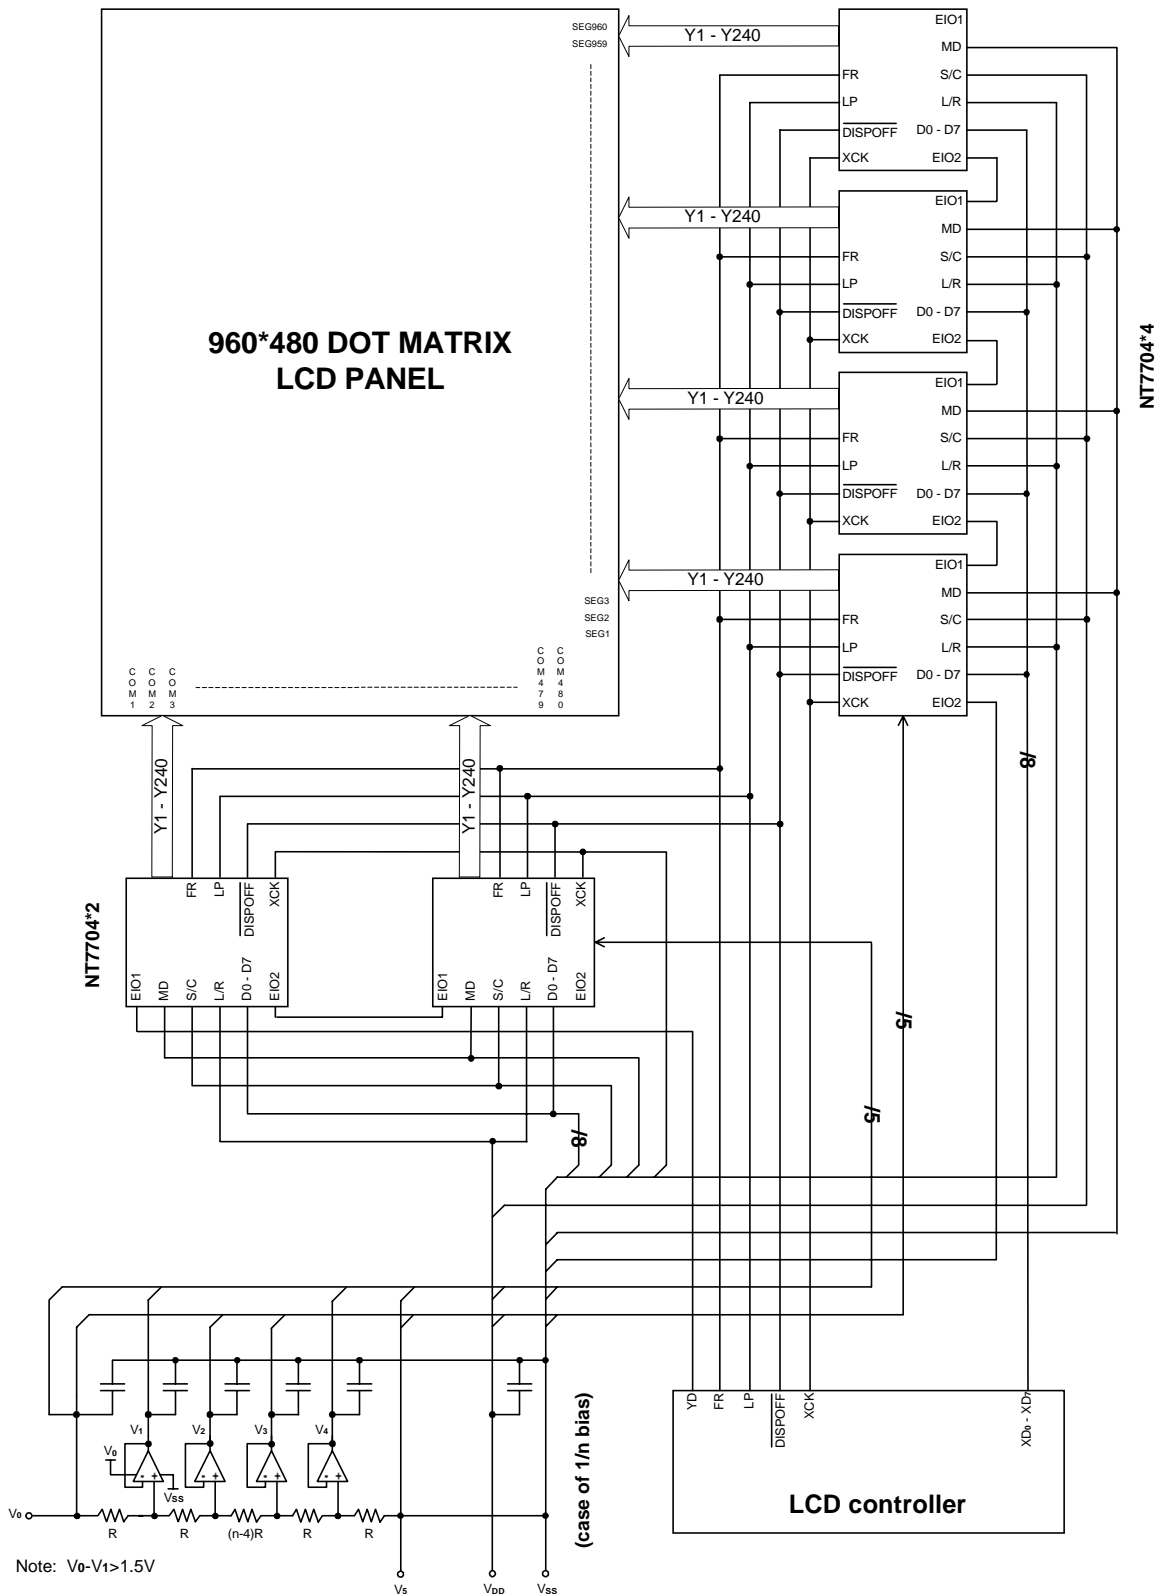 960*480 DOT MATRIX
LCD PANEL
SEG960
SEG959
SEG3
SEG2
SEG1
COM1
COM2
COM3
COM479
COM480
Y1 - Y240
FR
LP
DISPOFF
XCK
EIO1
MD
S/C
L/R
D0 - D7
EIO2
Y1 - Y240
FR
LP
DISPOFF
XCK
EIO1
MD
S/C
L/R
D0 - D7
EIO2
Y1 - Y240
FR
LP
DISPOFF
XCK
EIO1
MD
S/C
L/R
D0 - D7
EIO2
Y1 - Y240
FR
LP
DISPOFF
XCK
EIO1
MD
S/C
L/R
D0 - D7
EIO2
NT7704*4
/8
Y1 - Y240
FR
LP
DISPOFF
XCK
EIO1
MD
S/C
L/R
D0 - D7
EIO2
NT7704*2
Y1 - Y240
FR
LP
DISPOFF
XCK
EIO1
MD
S/C
L/R
D0 - D7
EIO2
/5
/5
/8
V1
V2
V3
V4
V0
VSS
- +
- +
- +
- +
V0
R
R
(n-4)R
R
R
Note: V0-V1>1.5V
V5
VDD
VSS
(case of 1/n bias)
YD
FR
LP
DISPOFF
XCK
XD0 - XD7
LCD controller